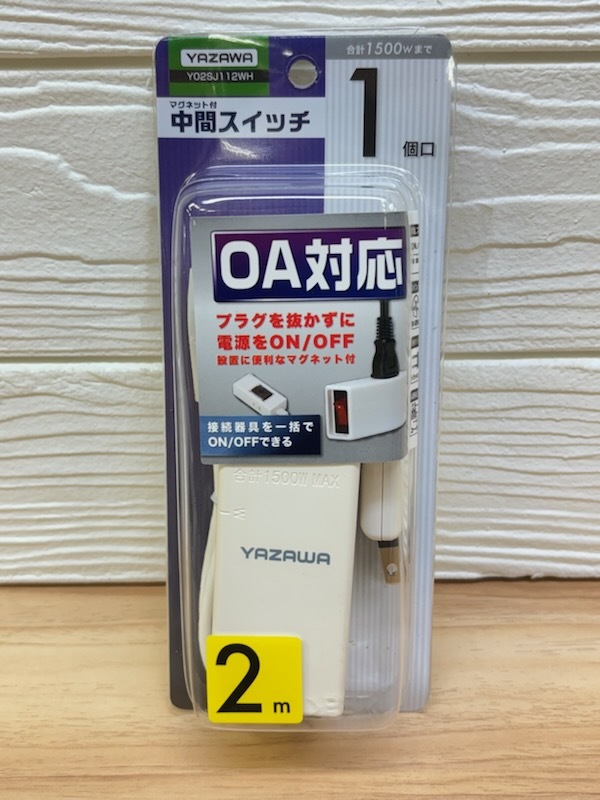 YAZAWA
Y02SJ112WH
マグネット付
中間スイッチ
合計1500Wまで
1
個口
OA対応
プラグを抜かずに
電源をON/OFF
設置に便利なマグネット付
接続器具を一括で
ON/OFFできる
合計1500W MAX
YAZAWA
2m